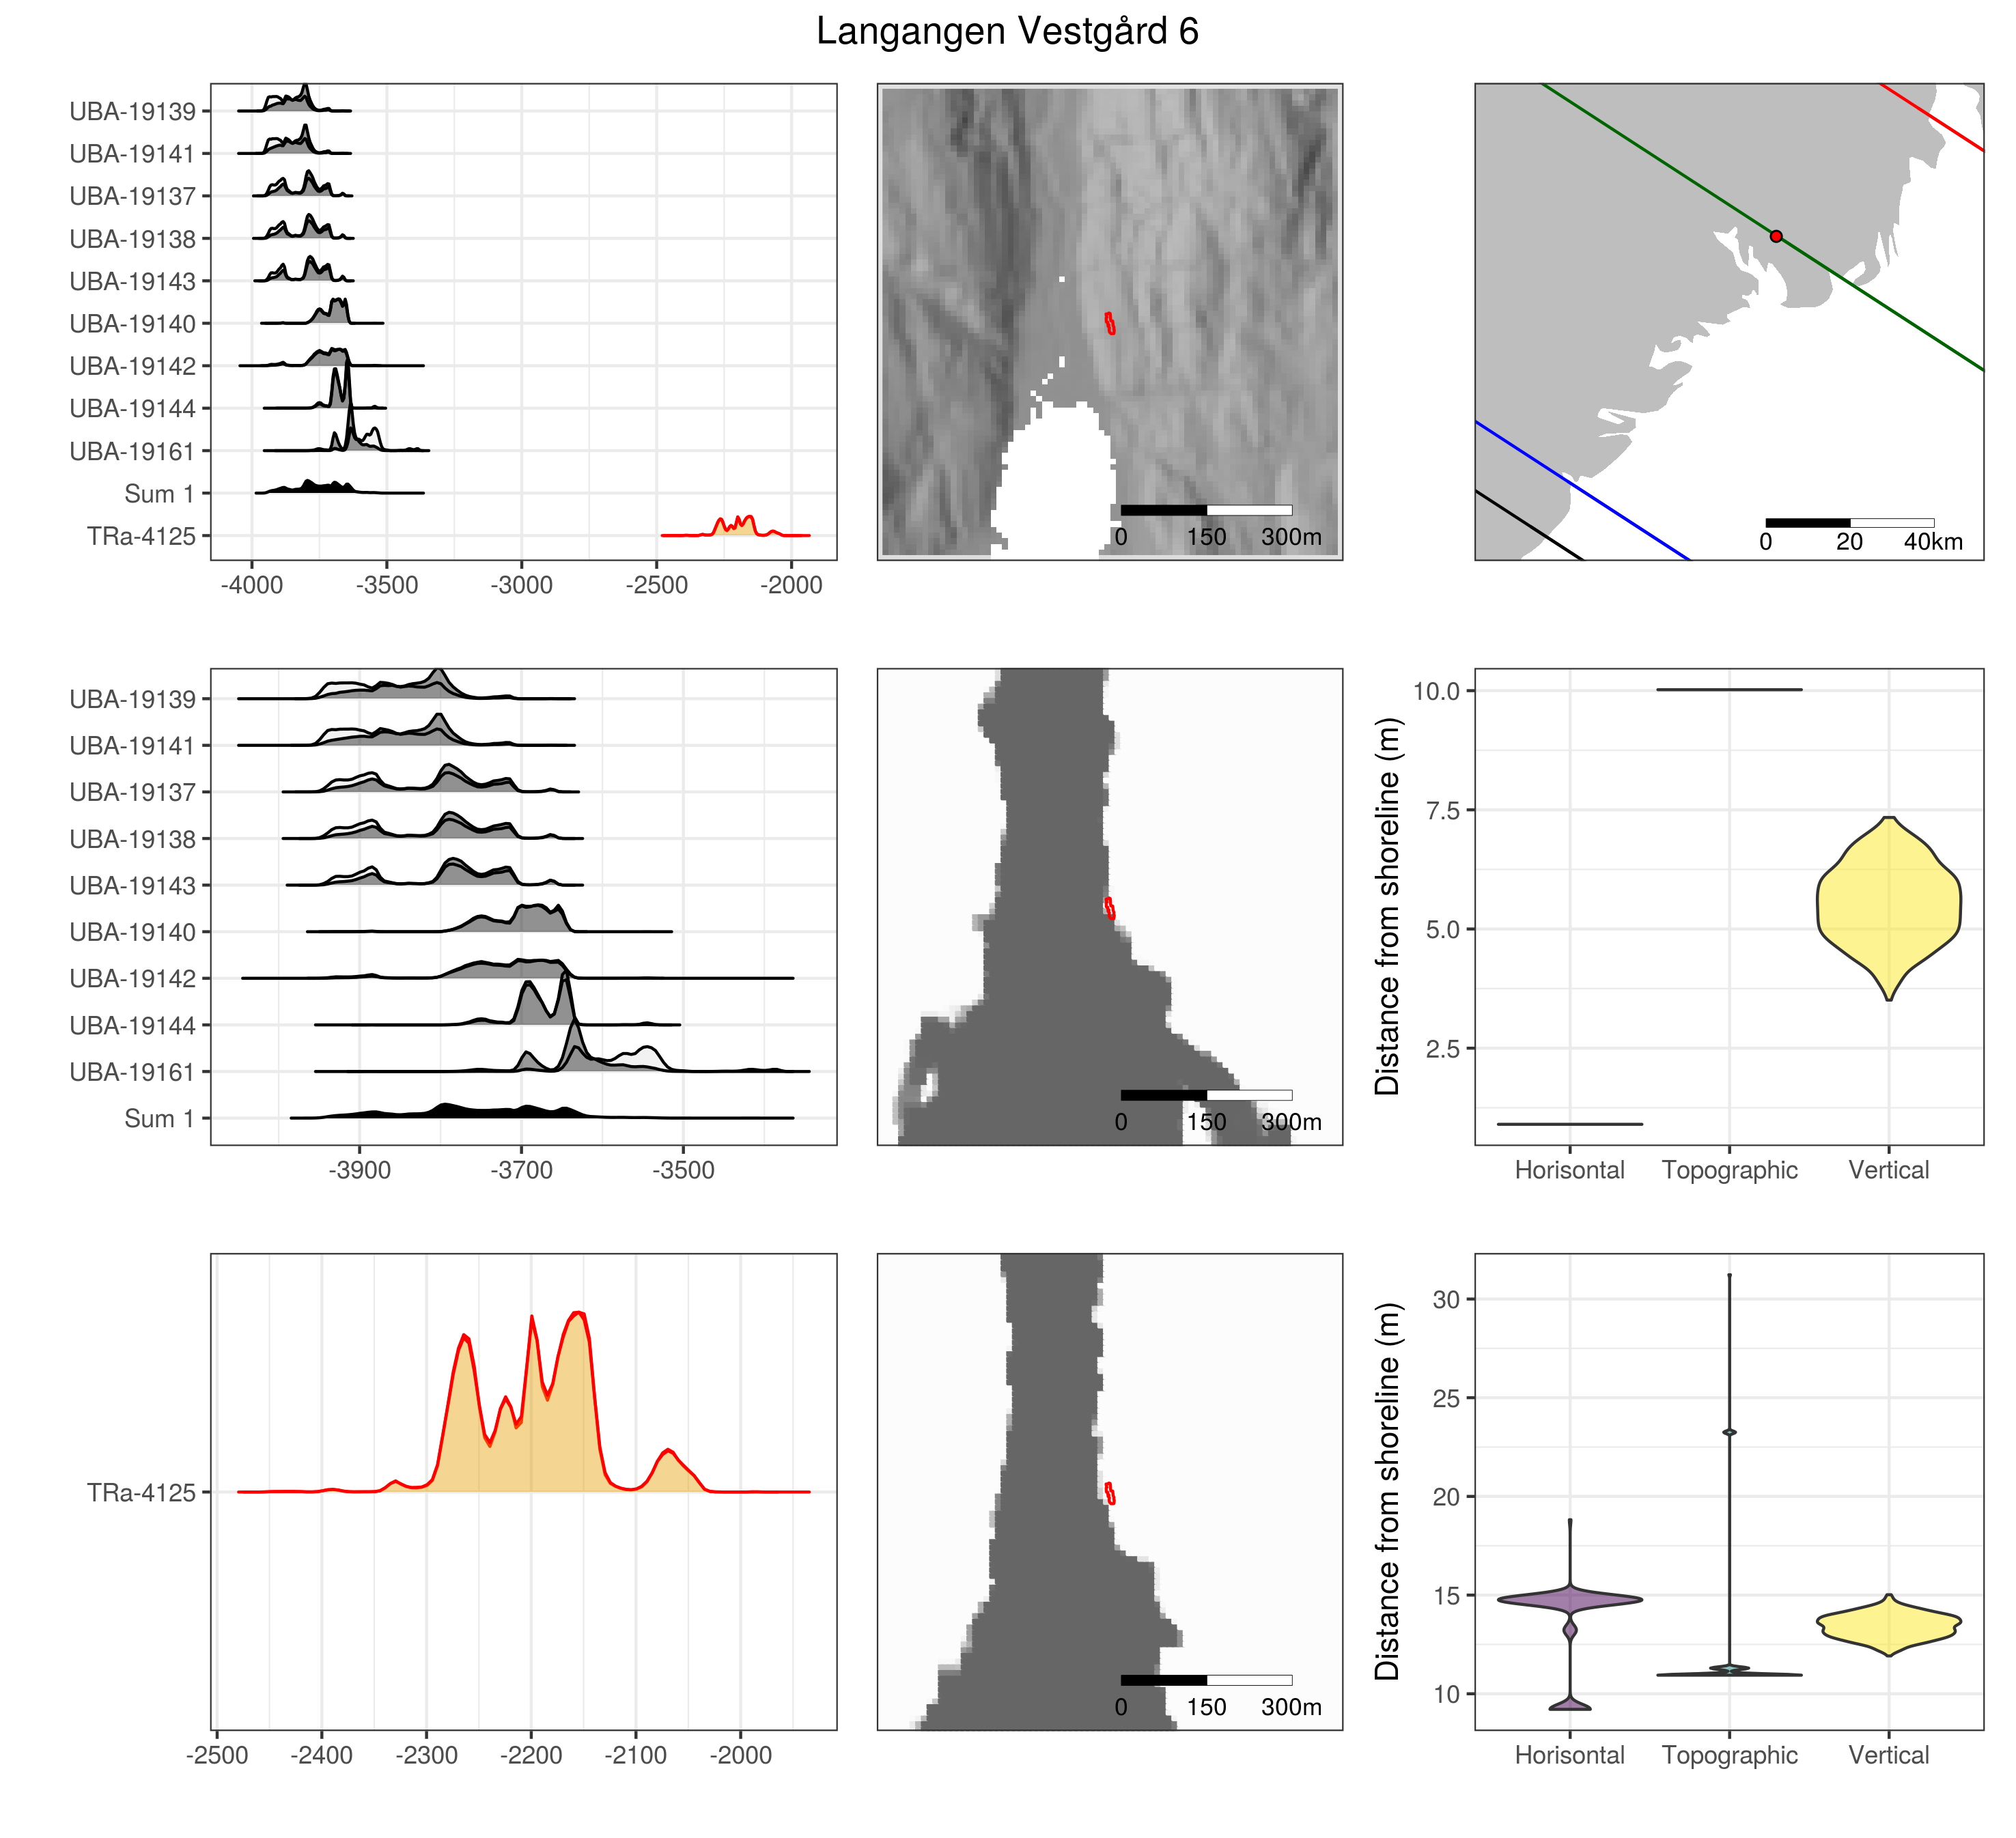 Langangen Vestgård 6
UBA-19139
UBA-19141
UBA-19137
UBA-19138
UBA-19143
UBA-19140
UBA-19142
UBA-19144
UBA-19161
Sum 1
TRa-4125
-4000 -3500 -3000 -2500 -2000
0 150 300m
0 20 40km
UBA-19139
UBA-19141
UBA-19137
UBA-19138
UBA-19143
UBA-19140
UBA-19142
UBA-19144
UBA-19161
Sum 1
-3900 -3700 -3500
0 150 300m
Distance from shoreline (m)
10.0
7.5
5.0
2.5
Horisontal Topographic Vertical
TRa-4125
-2500 -2400 -2300 -2200 -2100 -2000
0 150 300m
Distance from shoreline (m)
30
25
20
15
10
Horisontal Topographic Vertical